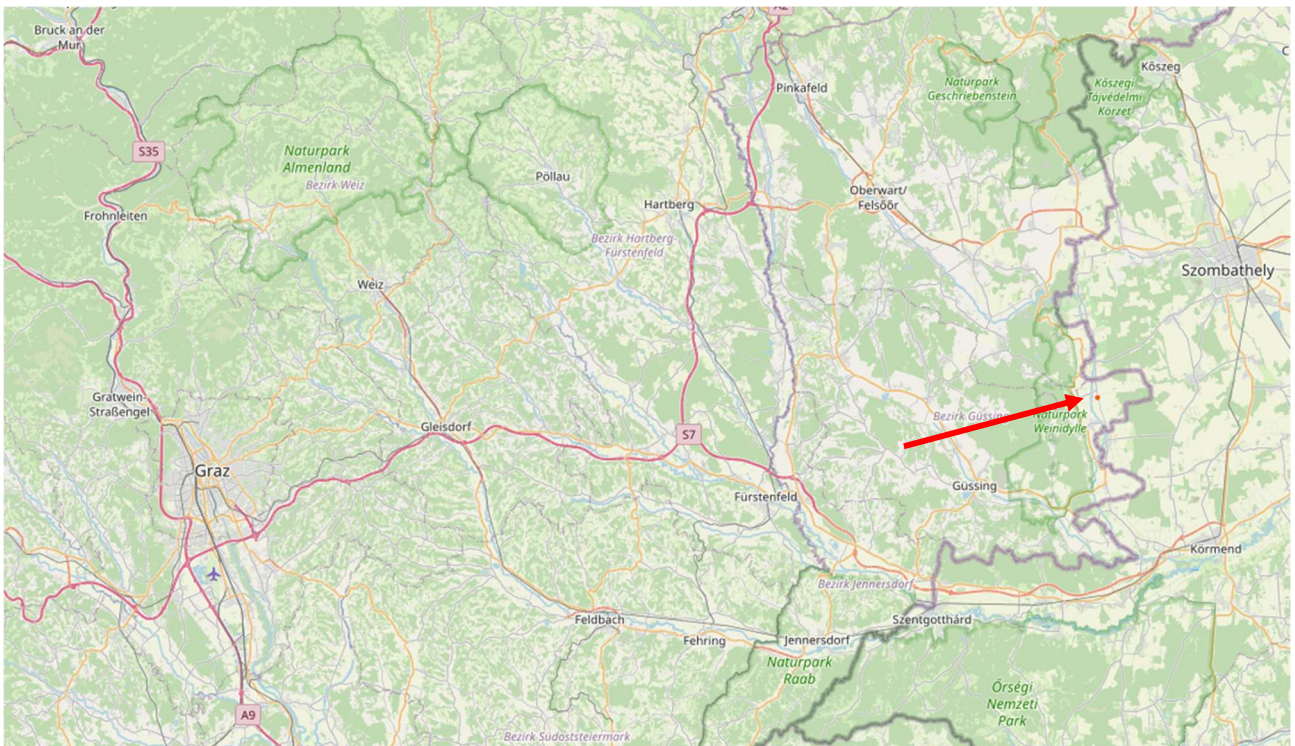 A2
Bruck an der
Mur
Kőszeg
C
Pinkafeld
Naturpark
Geschriebenstein
Kőszegi
Tájvédelmi
Körzet
S35
Naturpark
Almenland
Bezirk Weiz
Pöllau
Oberwart/
Felsőőr
Hartberg
Frohnleiten
Bezirk Hartberg-
Fürstenfeld
Szombathely
Weiz
Gratwein-
Straßengel
Bezirk Güssing
Naturpark
Weinidylle
Gleisdorf
S7
Graz
Güssing
Fürstenfeld
Körmend
Bezirk Jennersdorf
Feldbach
Szentgotthárd
Fehring
Jennersdorf
Naturpark
Raab
Őrségi
Nemzeti
Park
A9
Bezirk Südoststeiermark